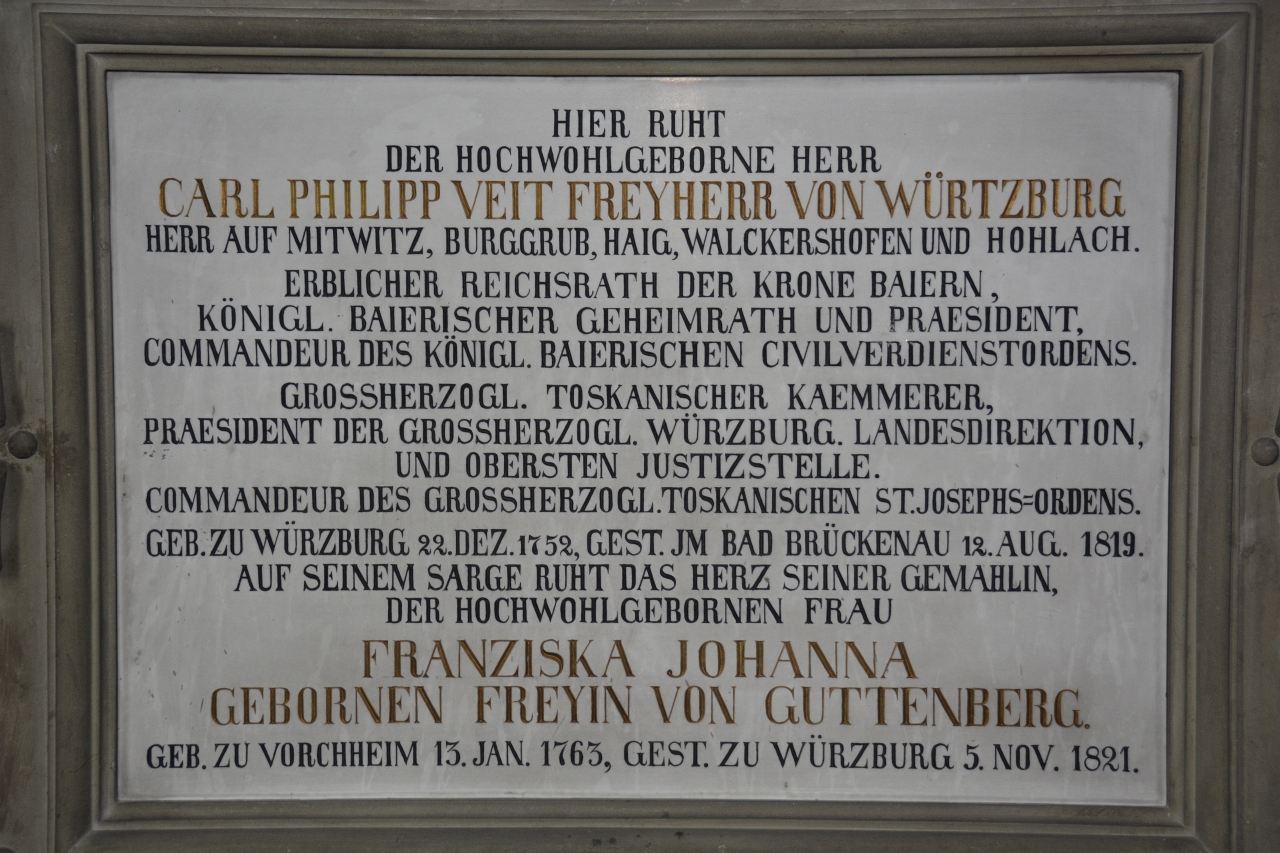 HIER RUHT
DER HOCHWOHLGEBORNE HERR
CARL PHILIPP VEIT FREYHERR VON WÜRTZBURG
HERR AUF MITWITZ, BURGGRUB, HAIG, WALCKERSHOFEN UND HOHLACH.
ERBLICHER REICHSRATH DER KRONE BAIERN,
KÖNIGL. BAIERISCHER GEHEIMRATH UND PRAESIDENT,
COMMANDEUR DES KÖNIGL. BAIERISCHEN CIVILVERDIENSTORDENS.
GROSSHERZOGL. TOSKANISCHER KAEMMERER,
PRAESIDENT DER GROSSHERZOGL. WÜRZBURG. LANDESDIREKTION,
UND OBERSTEN JUSTIZSTELLE.
COMMANDEUR DES GROSSHERZOGL. TOSKANISCHEN ST. JOSEPHS=ORDENS.
GEB. ZU WÜRZBURG 22. DEZ. 1752, GEST. JM BAD BRÜCKENAU 12. AUG. 1819.
AUF SEINEM SARGE RUHT DAS HERZ SEINER GEMAHLIN,
DER HOCHWOHLGEBORNEN FRAU
FRANZISKA JOHANNA
GEBORNEN FREYIN VON GUTTENBERG.
GEB. ZU VORCHHEIM 13. JAN. 1763, GEST. ZU WÜRZBURG 5. NOV. 1821.